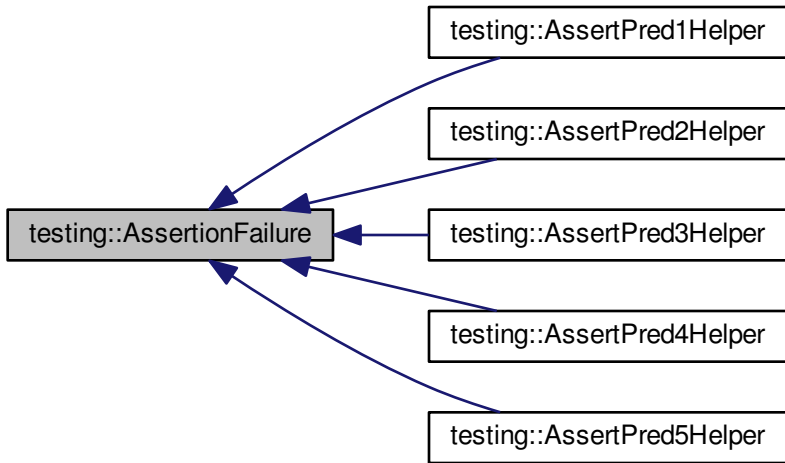 testing::AssertPred1Helper
testing::AssertPred2Helper
testing::AssertionFailure
testing::AssertPred3Helper
testing::AssertPred4Helper
testing::AssertPred5Helper